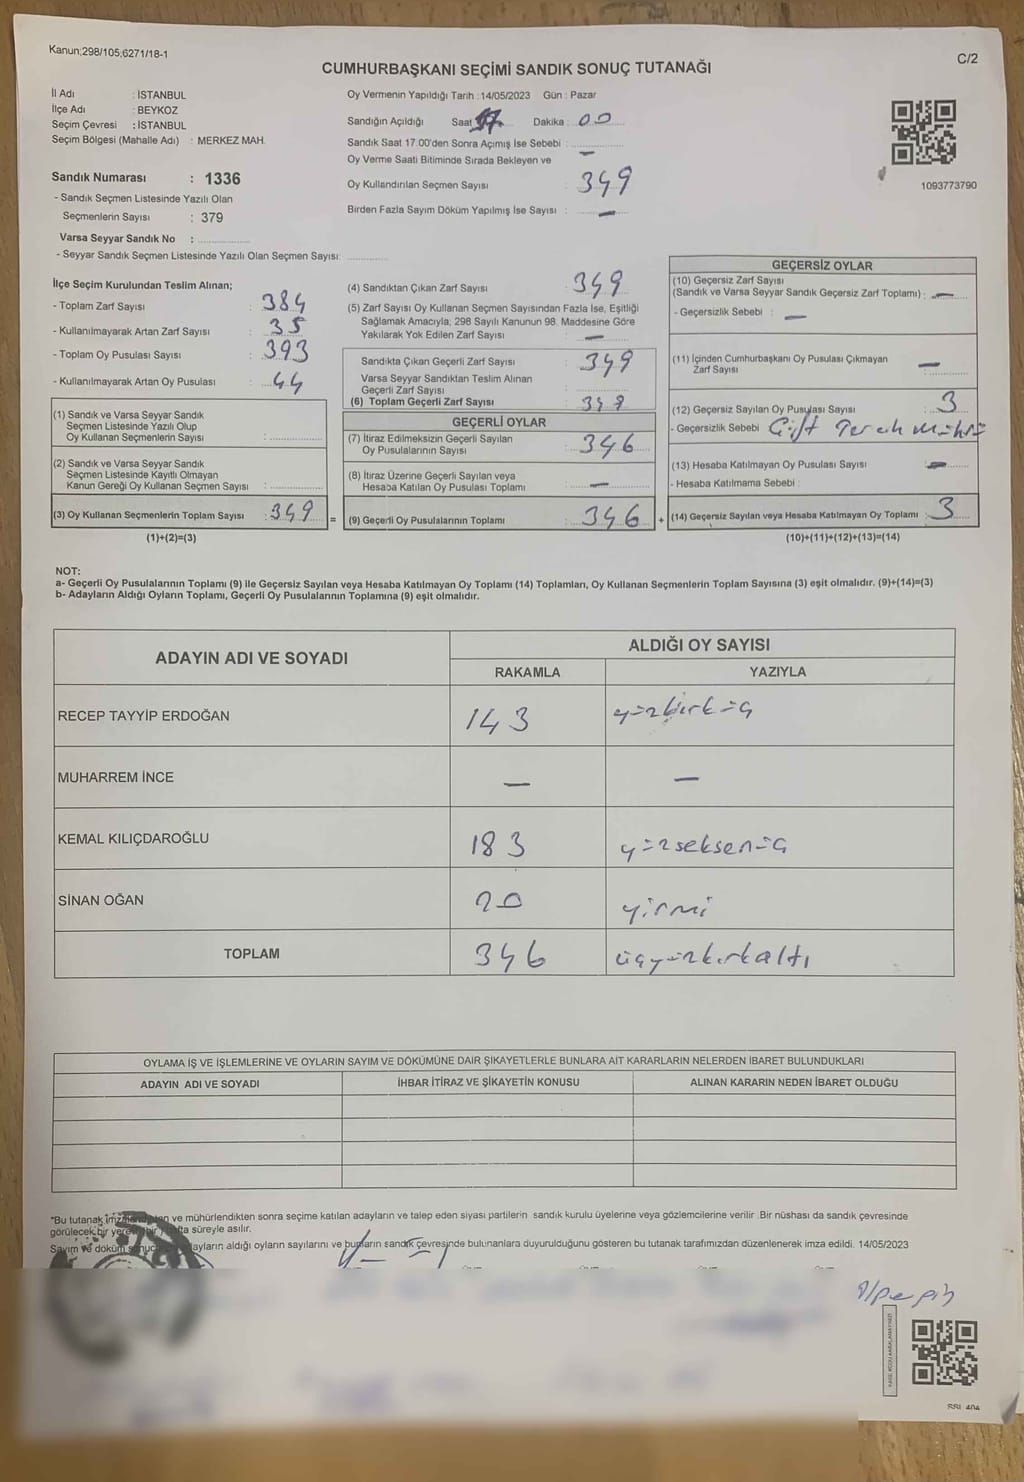 Kanun;298/105,6271/18-1
C/2
CUMHURBAŞKANI SEÇİMİ SANDIK SONUÇ TUTANAĞI
İl Adı : İSTANBUL
İlçe Adı : BEYKOZ
Seçim Çevresi : İSTANBUL
Seçim Bölgesi (Mahalle Adı) : MERKEZ MAH.
Sandık Numarası : 1336
- Sandık Seçmen Listesinde Yazılı Olan
Seçmenlerin Sayısı : 379
Varsa Seyyar Sandık No :
- Seyyar Sandık Seçmen Listesinde Yazılı Olan Seçmen Sayısı:
Oy Vermenin Yapıldığı Tarih :14/05/2023 Gün : Pazar
Sandığın Açıldığı Saat 17 Dakika : 00
Sandık Saat 17.00'den Sonra Açımış İse Sebebi : —
Oy Verme Saati Bitiminde Sırada Bekleyen ve
Oy Kullandırılan Seçmen Sayısı : 349
Birden Fazla Sayım Döküm Yapılmış İse Sayısı : —
1093773790
İlçe Seçim Kurulundan Teslim Alınan;
- Toplam Zarf Sayısı : 384
- Kullanılmayarak Artan Zarf Sayısı : 35
- Toplam Oy Pusulası Sayısı : 393
- Kullanılmayarak Artan Oy Pusulası : 44
(1) Sandık ve Varsa Seyyar Sandık
Seçmen Listesinde Yazılı Olup
Oy Kullanan Seçmenlerin Sayısı :
(2) Sandık ve Varsa Seyyar Sandık
Seçmen Listesinde Kayıtlı Olmayan
Kanun Gereği Oy Kullanan Seçmen Sayısı :
(3) Oy Kullanan Seçmenlerin Toplam Sayısı : 349 =
(1)+(2)=(3)
(4) Sandıktan Çıkan Zarf Sayısı : 349
(5) Zarf Sayısı Oy Kullanan Seçmen Sayısından Fazla İse, Eşitliği
Sağlamak Amacıyla; 298 Sayılı Kanunun 98. Maddesine Göre
Yakılarak Yok Edilen Zarf Sayısı : —
Sandıkta Çıkan Geçerli Zarf Sayısı : 349
Varsa Seyyar Sandıktan Teslim Alınan
Geçerli Zarf Sayısı :
(6) Toplam Geçerli Zarf Sayısı : 349
GEÇERLİ OYLAR
(7) İtiraz Edilmeksizin Geçerli Sayılan
Oy Pusulalarının Sayısı : 346
(8) İtiraz Üzerine Geçerli Sayılan veya
Hesaba Katılan Oy Pusulası Toplamı : —
(9) Geçerli Oy Pusulalarının Toplamı : 346 +
GEÇERSİZ OYLAR
(10) Geçersiz Zarf Sayısı
(Sandık ve Varsa Seyyar Sandık Geçersiz Zarf Toplamı) : —
- Geçersizlik Sebebi : —
(11) İçinden Cumhurbaşkanı Oy Pusulası Çıkmayan
Zarf Sayısı : —
(12) Geçersiz Sayılan Oy Pusulası Sayısı : 3
- Geçersizlik Sebebi Çift Tercih Mührü
(13) Hesaba Katılmayan Oy Pusulası Sayısı : —
- Hesaba Katılmama Sebebi :
(14) Geçersiz Sayılan veya Hesaba Katılmayan Oy Toplamı : 3
(10)+(11)+(12)+(13)=(14)
NOT:
a- Geçerli Oy Pusulalarının Toplamı (9) ile Geçersiz Sayılan veya Hesaba Katılmayan Oy Toplamı (14) Toplamları, Oy Kullanan Seçmenlerin Toplam Sayısına (3) eşit olmalıdır. (9)+(14)=(3)
b- Adayların Aldığı Oyların Toplamı, Geçerli Oy Pusulalarının Toplamına (9) eşit olmalıdır.
ADAYIN ADI VE SOYADI
ALDIĞI OY SAYISI
RAKAMLA YAZIYLA
RECEP TAYYİP ERDOĞAN 143 yüzkırküç
MUHARREM İNCE — —
KEMAL KILIÇDAROĞLU 183 yüzseksenüç
SİNAN OĞAN 20 yirmi
TOPLAM 346 üçyüzkırkaltı
OYLAMA İŞ VE İŞLEMLERİNE VE OYLARIN SAYIM VE DÖKÜMÜNE DAİR ŞİKAYETLERLE BUNLARA AİT KARARLARIN NELERDEN İBARET BULUNDUKLARI
ADAYIN ADI VE SOYADI İHBAR İTİRAZ VE ŞİKAYETİN KONUSU ALINAN KARARIN NEDEN İBARET OLDUĞU
"Bu tutanak ve mühürlendikten sonra seçime katılan adayların ve talep eden siyasi partilerin sandık kurulu üyelerine veya gözlemcilerine verilir. Bir nüshası da sandık çevresinde
görülecek bir yere bir hafta süreyle asılır.
Sayım ve döküm adayların aldığı oyların sayılarını ve bunların sandık çevresinde bulunanlara duyurulduğunu gösteren bu tutanak tarafımızdan düzenlenerek imza edildi. 14/05/2023